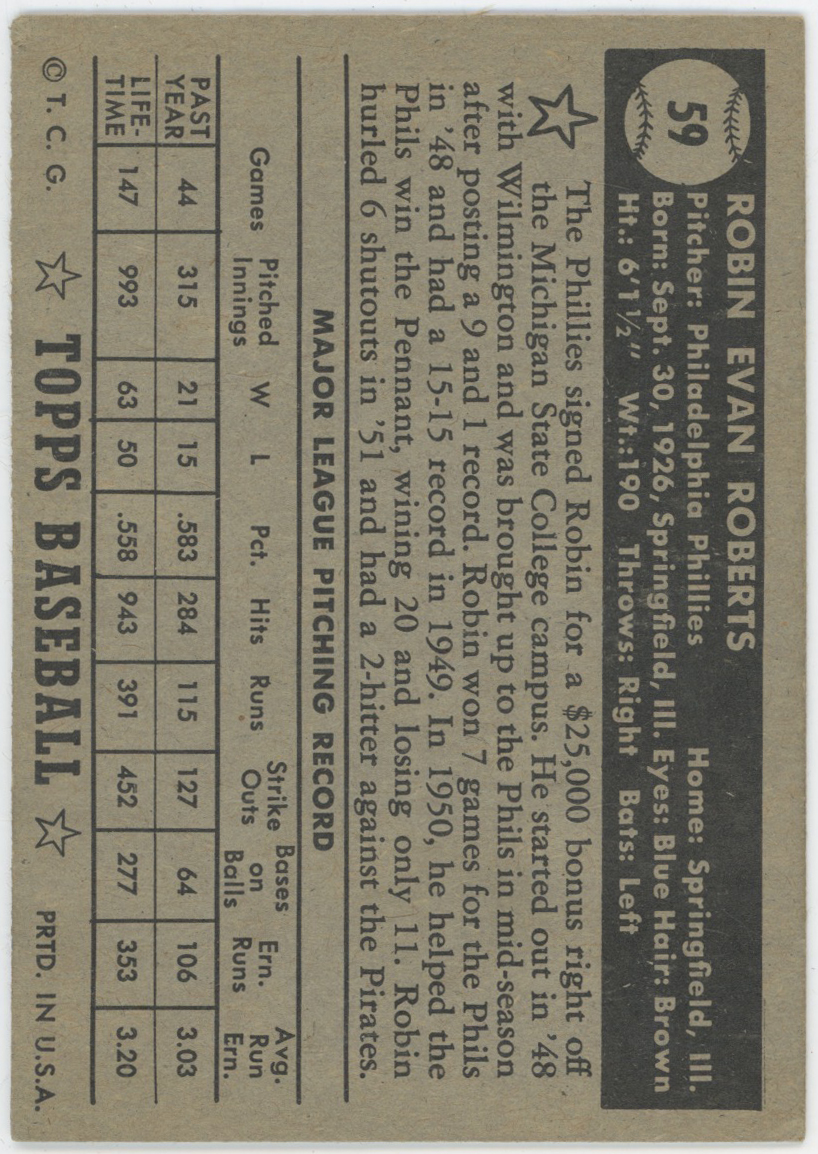 59
ROBIN EVAN ROBERTS
Pitcher: Philadelphia Phillies Home: Springfield, Ill.
Born: Sept. 30, 1926, Springfield, Ill. Eyes: Blue Hair: Brown
Ht.: 6'1½" Wt.:190 Throws: Right Bats: Left
The Phillies signed Robin for a $25,000 bonus right off
the Michigan State College campus. He started out in '48
with Wilmington and was brought up to the Phils in mid-season
after posting a 9 and 1 record. Robin won 7 games for the Phils
in '48 and had a 15-15 record in 1949. In 1950, he helped the
Phils win the Pennant, wining 20 and losing only 11. Robin
hurled 6 shutouts in '51 and had a 2-hitter against the Pirates.
MAJOR LEAGUE PITCHING RECORD
Games Pitched Innings W L Pct. Hits Runs Strike Outs Bases on Balls Ern. Runs Avg. Run Ern.
PAST YEAR 44 315 21 15 .583 284 115 127 64 106 3.03
LIFE-TIME 147 993 63 50 .558 943 391 452 277 353 3.20
© T. C. G. TOPPS BASEBALL PRTD. IN U.S.A.